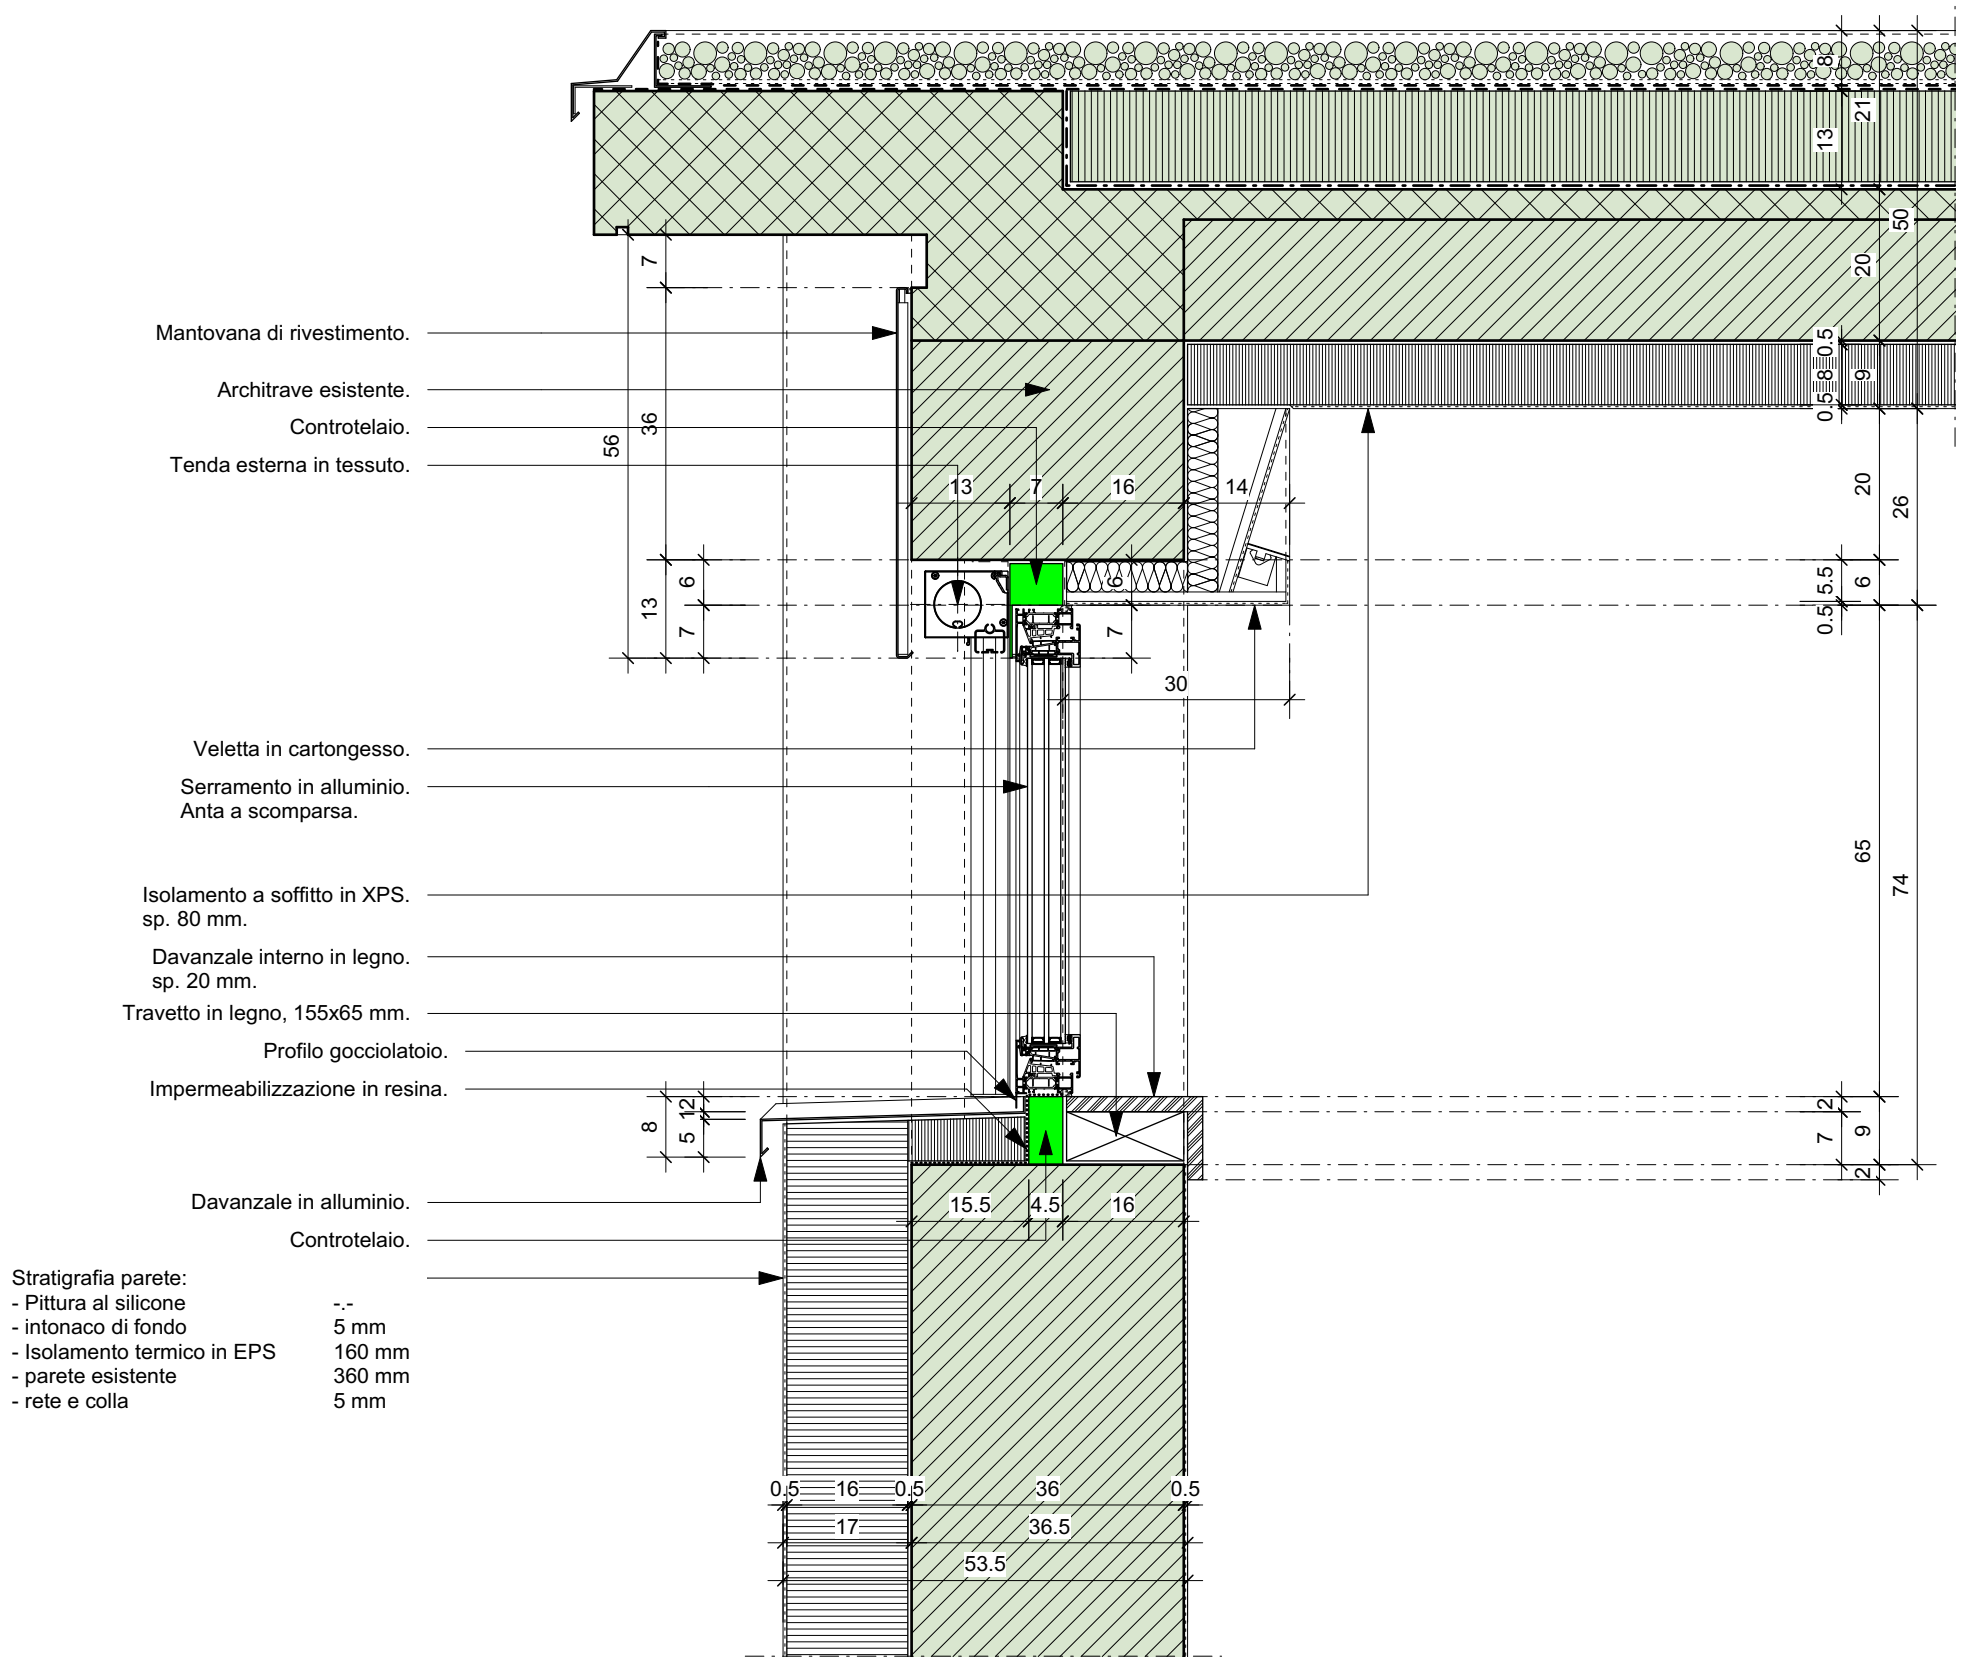 8
21
13
50
20
7
Mantovana di rivestimento.
0.5
8
9
0.5
Architrave esistente.
36
56
Controtelaio.
Tenda esterna in tessuto.
13
7
16
14
20
26
6
13
7
6
7
5.5
6
0.5
30
Veletta in cartongesso.
Serramento in alluminio.
Anta a scomparsa.
65
74
Isolamento a soffitto in XPS.
sp. 80 mm.
Davanzale interno in legno.
sp. 20 mm.
Travetto in legno, 155x65 mm.
Profilo gocciolatoio.
Impermeabilizzazione in resina.
8
2
1
5
2
7
9
2
Davanzale in alluminio.
15.5
4.5
16
Controtelaio.
Stratigrafia parete:
- Pittura al silicone -.-
- intonaco di fondo 5 mm
- Isolamento termico in EPS 160 mm
- parete esistente 360 mm
- rete e colla 5 mm
0.5
16
0.5
36
0.5
17
36.5
53.5